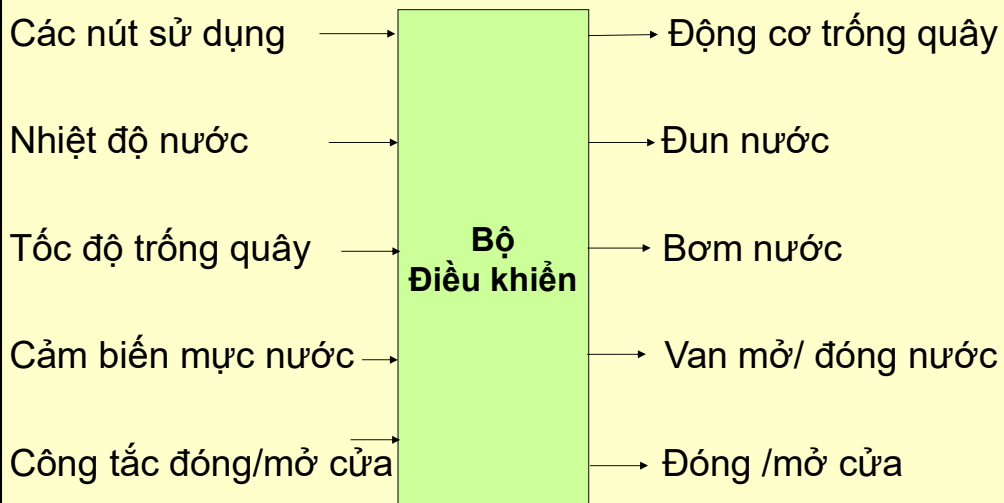 Các nút sử dụng
Động cơ trống quây
Nhiệt độ nước
Đun nước
Tốc độ trống quây
Bộ
Điều khiển
Bơm nước
Cảm biến mực nước
Van mở/ đóng nước
Công tắc đóng/mở cửa
Đóng /mở cửa